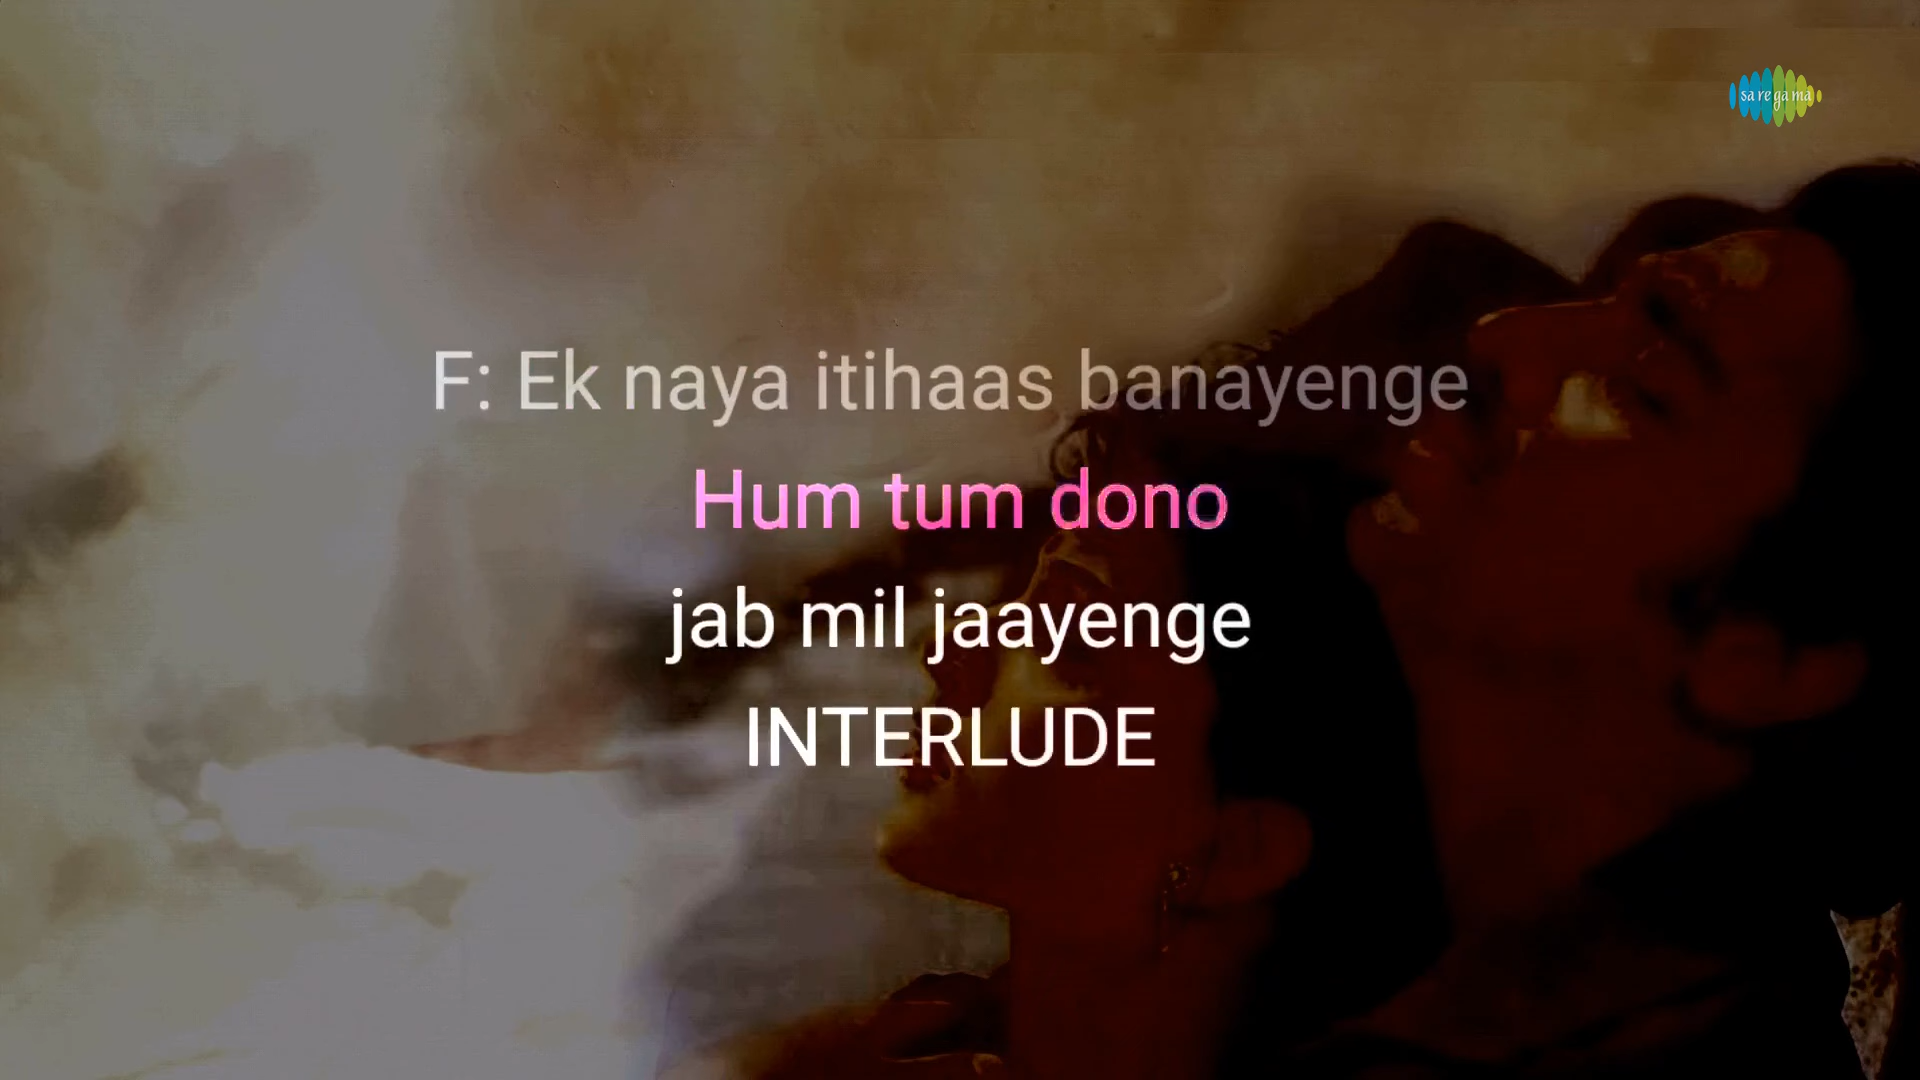 sa re ga ma
F: Ek naya itihaas banayenge
Hum tum dono
jab mil jaayenge
INTERLUDE